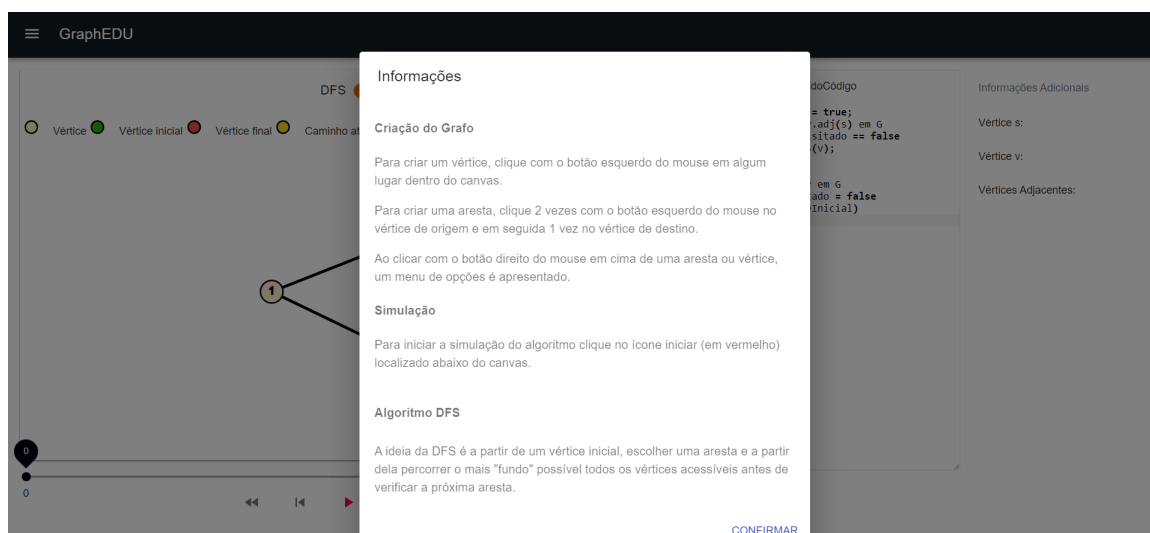 GraphEDU
DFS
Vértice
Vértice inicial
Vértice final
Caminho
1
0
0
Informações
Criação do Grafo
Para criar um vértice, clique com o botão esquerdo do mouse em algum
lugar dentro do canvas.
Para criar uma aresta, clique 2 vezes com o botão esquerdo do mouse no
vértice de origem e em seguida 1 vez no vértice de destino.
Ao clicar com o botão direito do mouse em cima de uma aresta ou vértice,
um menu de opções é apresentado.
Simulação
Para iniciar a simulação do algoritmo clique no ícone iniciar (em vermelho)
localizado abaixo do canvas.
Algoritmo DFS
A ideia da DFS é a partir de um vértice inicial, escolher uma aresta e a partir
dela percorrer o mais "fundo" possível todos os vértices acessíveis antes de
verificar a próxima aresta.
CONFIRMAR
doCódigo
= true;
.adj(s) em G
sitado == false
(v);
em G
ado = false
Inicial)
Informações Adicionais
Vértice s:
Vértice v:
Vértices Adjacentes: